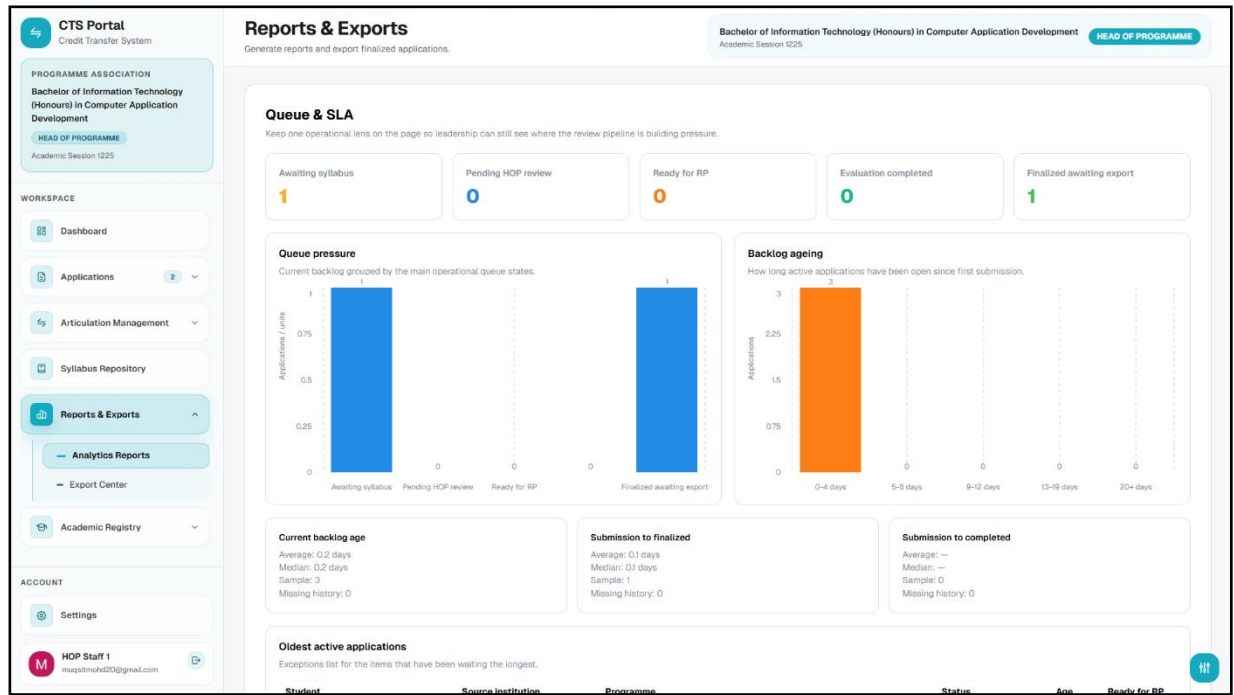 CTS Portal
Credit Transfer System
PROGRAMME ASSOCIATION
Bachelor of Information Technology
(Honours) in Computer Application
Development
HEAD OF PROGRAMME
Academic Session 1225
WORKSPACE
Dashboard
Applications 2
Articulation Management
Syllabus Repository
Reports & Exports
Analytics Reports
Export Center
Academic Registry
ACCOUNT
Settings
M
HOP Staff 1
muqsitmohd20@gmail.com
Reports & Exports
Generate reports and export finalized applications.
Bachelor of Information Technology (Honours) in Computer Application Development
Academic Session 1225
HEAD OF PROGRAMME
Queue & SLA
Keep one operational lens on the page so leadership can still see where the review pipeline is building pressure.
Awaiting syllabus
1
Pending HOP review
0
Ready for RP
0
Evaluation completed
0
Finalized awaiting export
1
Queue pressure
Current backlog grouped by the main operational queue states.
Applications / units
1
0.75
0.5
0.25
0
1
0
0
0
1
Awaiting syllabus
Pending HOP review
Ready for RP
Finalized awaiting export
Backlog ageing
How long active applications have been open since first submission.
Applications
3
2.25
1.5
0.75
0
3
0
0
0
0
0-4 days
5-8 days
9-12 days
13-19 days
20+ days
Current backlog age
Average: 0.2 days
Median: 0.2 days
Sample: 3
Missing history: 0
Submission to finalized
Average: 0.1 days
Median: 0.1 days
Sample: 1
Missing history: 0
Submission to completed
Average: —
Median: —
Sample: 0
Missing history: 0
Oldest active applications
Exceptions list for the items that have been waiting the longest.
Student Source institution Programme Status Age Ready for RP